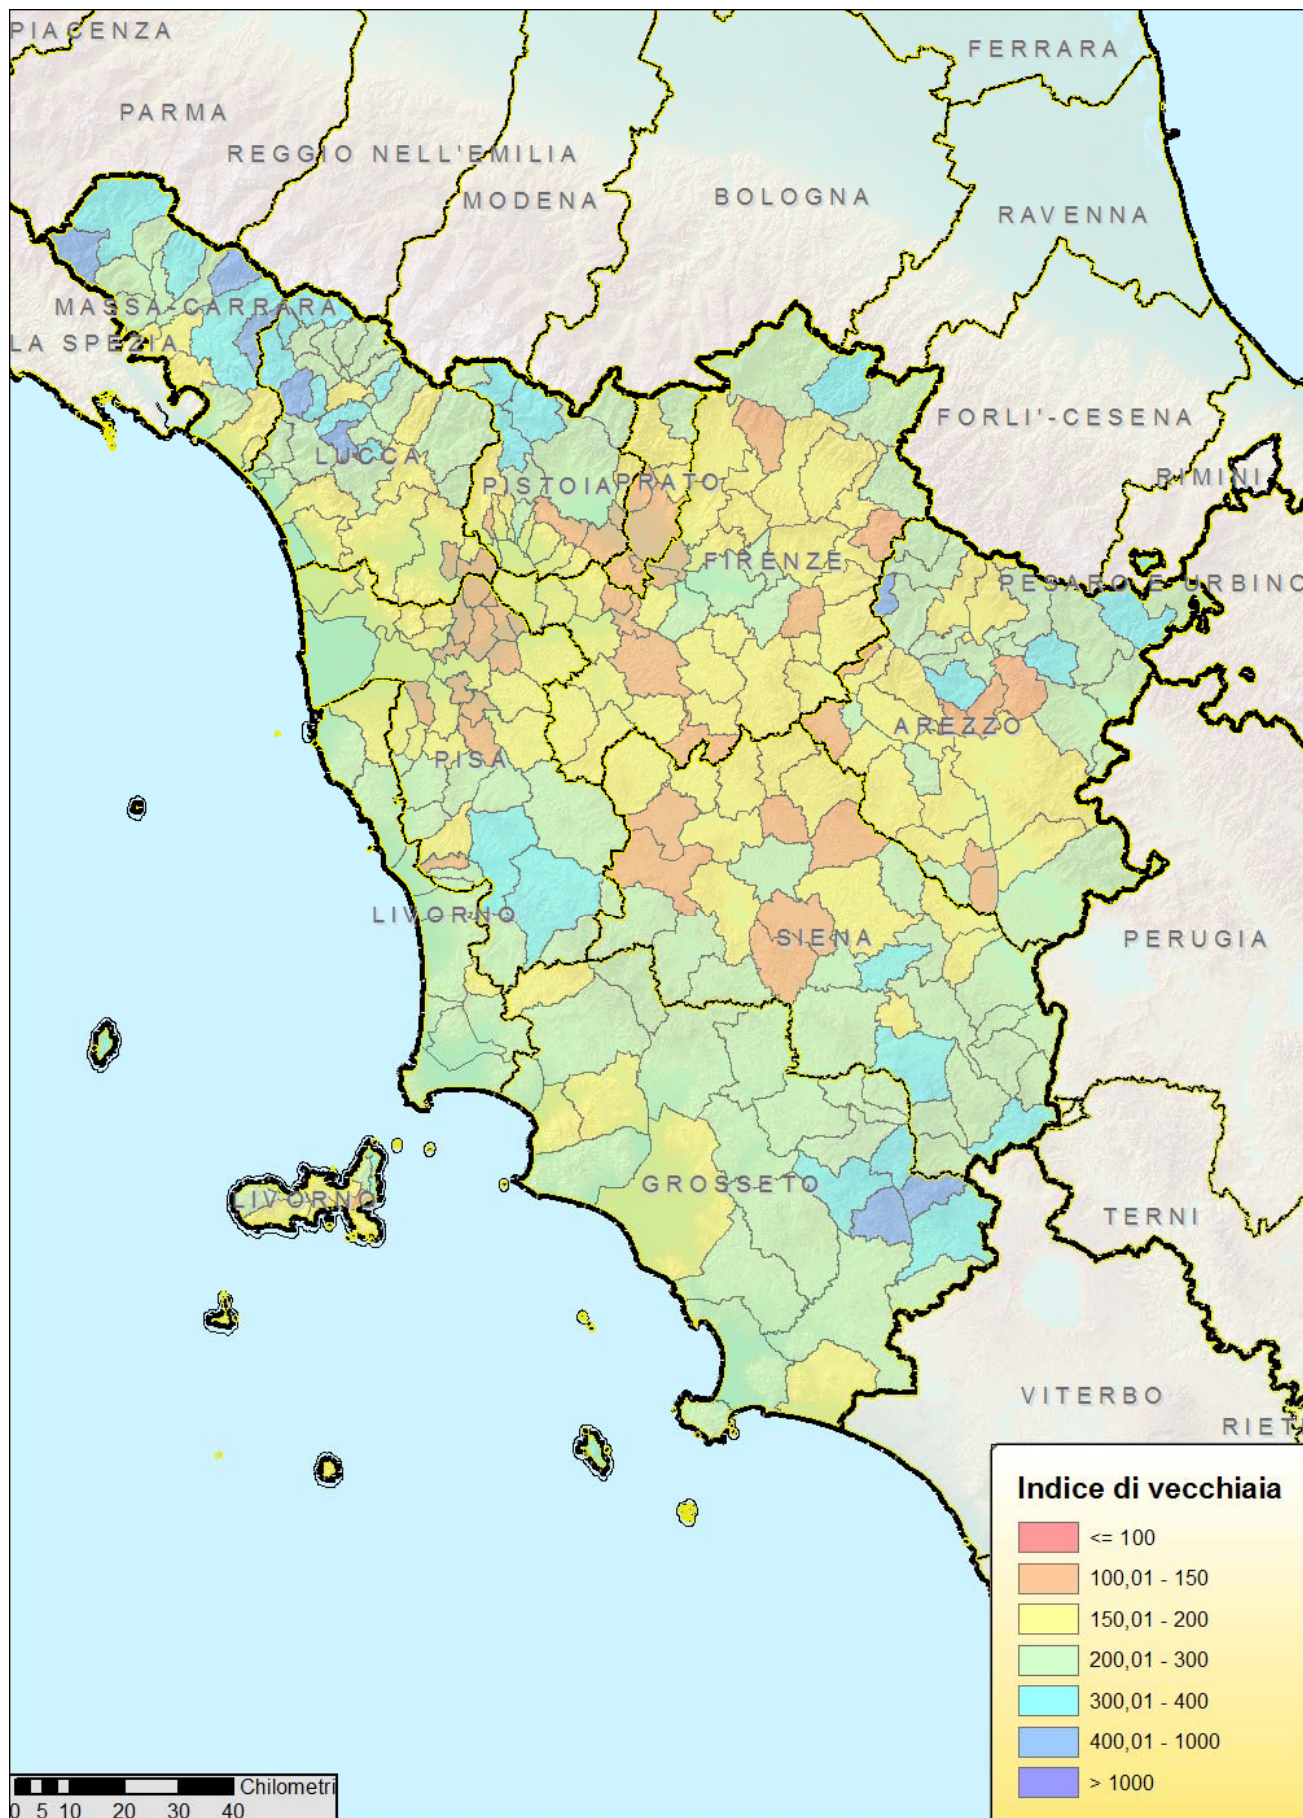 PIACENZA
FERRARA
PARMA
REGGIO NELL'EMILIA
MODENA
BOLOGNA
RAVENNA
MASSA-CARRARA
LA SPEZIA
FORLI'-CESENA
LUCCA
RIMINI
PISTOIA
PRATO
FIRENZE
PESARO E URBINO
AREZZO
PISA
LIVORNO
SIENA
PERUGIA
GROSSETO
LIVORNO
TERNI
VITERBO
RIETI
Indice di vecchiaia
<= 100
100,01 - 150
150,01 - 200
200,01 - 300
300,01 - 400
400,01 - 1000
> 1000
Chilometri
0 5 10 20 30 40